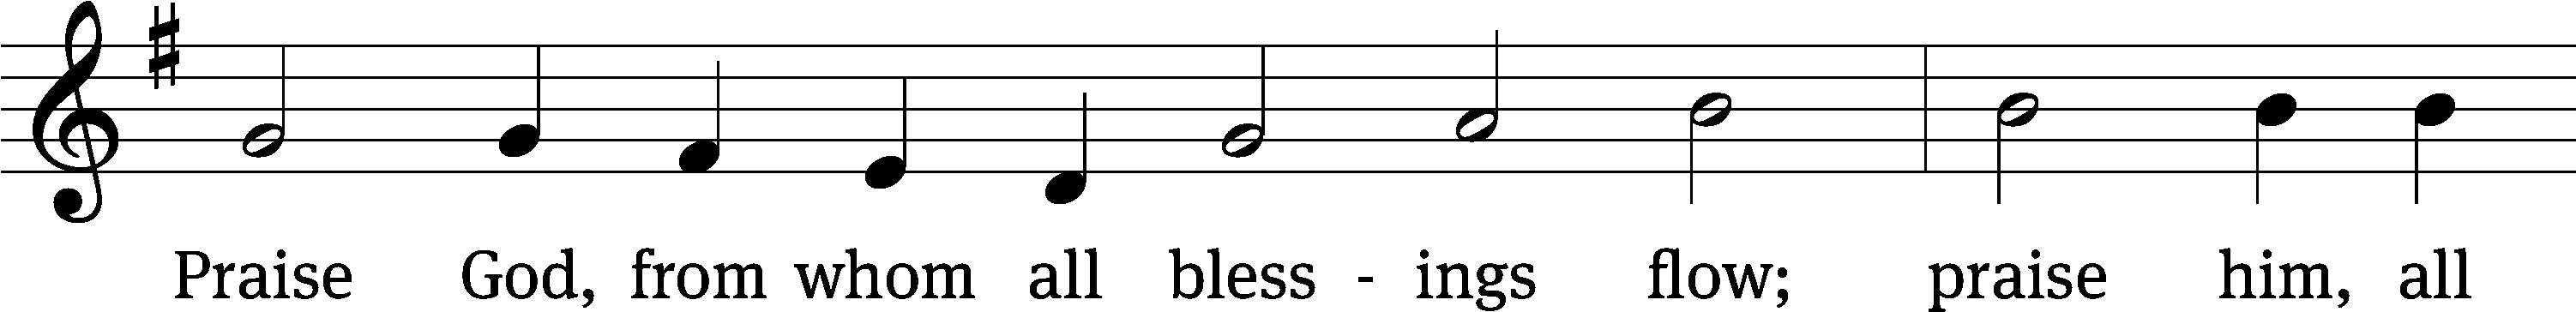 Praise God, from whom all bless - ings flow; praise him, all